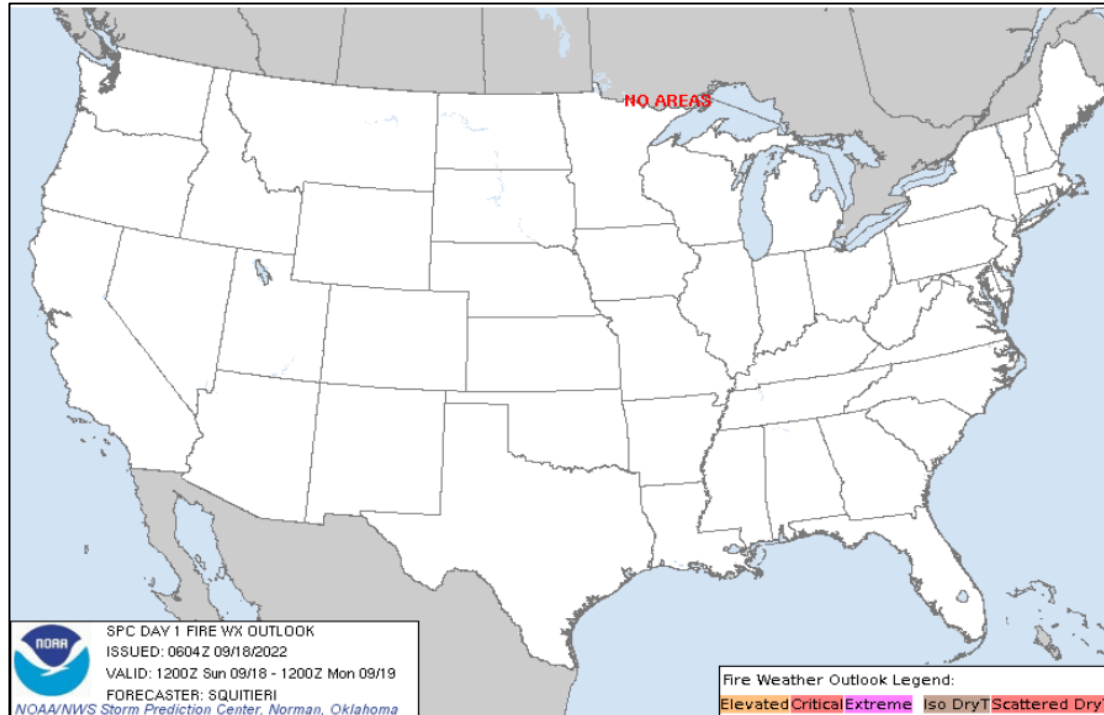 NO AREAS
NOAA
SPC DAY 1 FIRE WX OUTLOOK
ISSUED: 0604Z 09/18/2022
VALID: 1200Z Sun 09/18 - 1200Z Mon 09/19
FORECASTER: SQUITIERI
NOAA/NWS Storm Prediction Center, Norman, Oklahoma
Fire Weather Outlook Legend:
Elevated Critical Extreme Iso DryT Scattered DryT